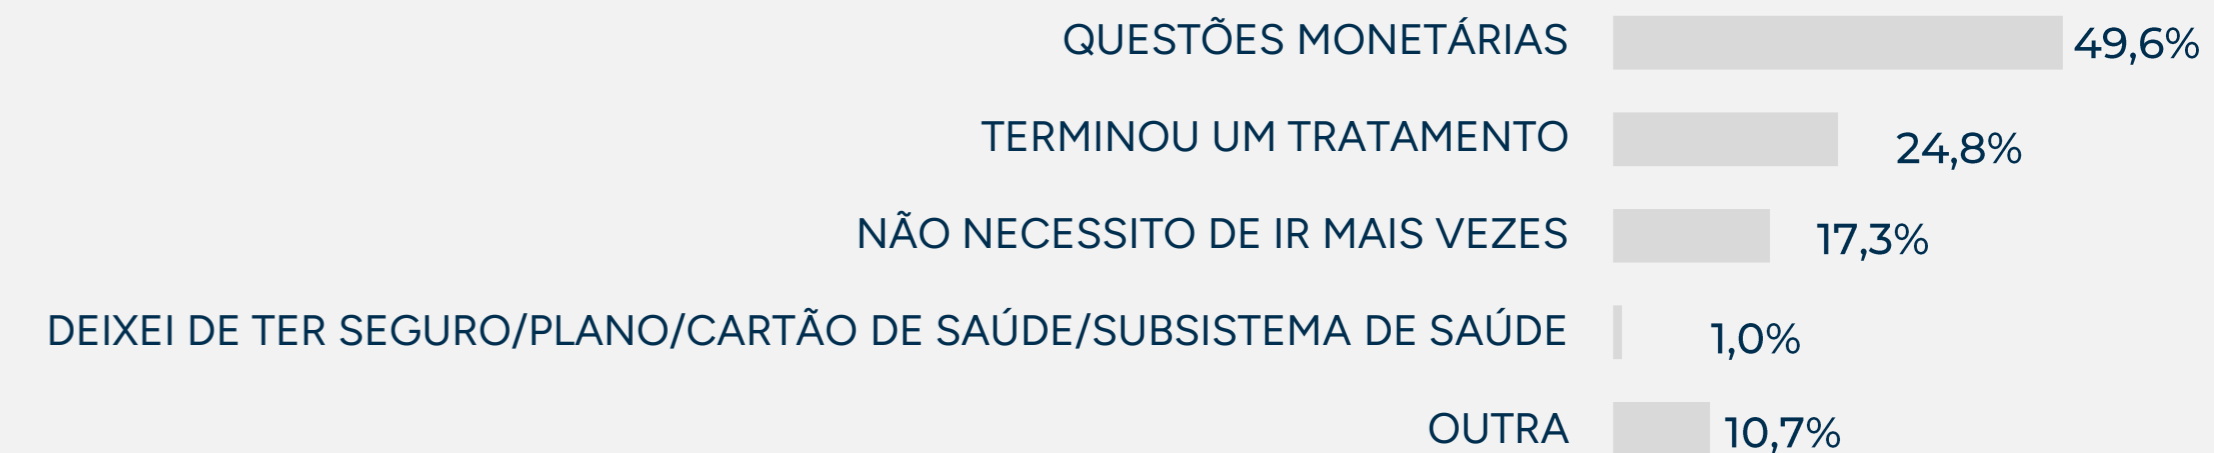 QUESTÕES MONETÁRIAS 49,6%
TERMINOU UM TRATAMENTO 24,8%
NÃO NECESSITO DE IR MAIS VEZES 17,3%
DEIXEI DE TER SEGURO/PLANO/CARTÃO DE SAÚDE/SUBSISTEMA DE SAÚDE 1,0%
OUTRA 10,7%